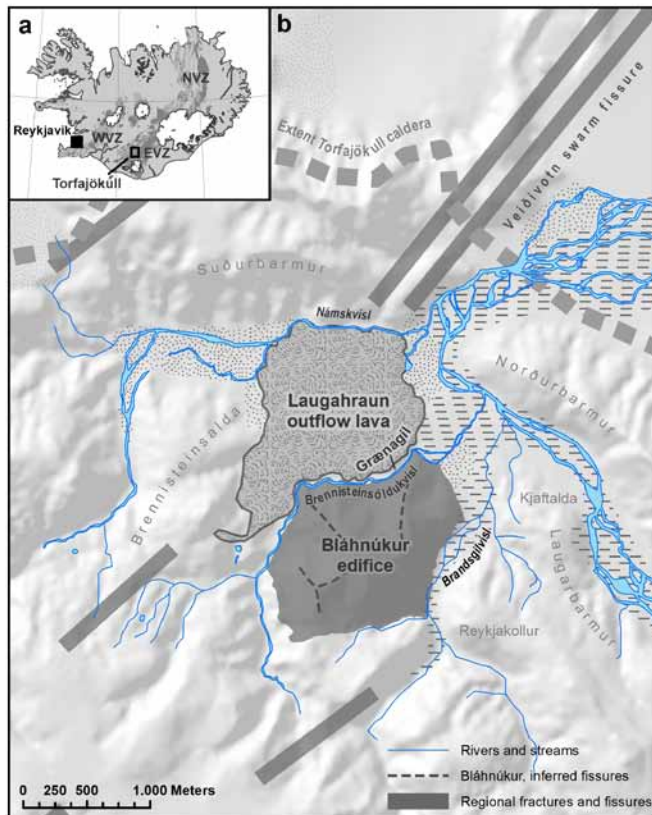 a
NVZ
Reykjavik
WVZ
EVZ
Torfajökull
b
Extent Torfajökull caldera
Veiðivotn swarm fissure
Suðurbarmur
Námskvísl
Norðurbarmur
Laugahraun
outflow lava
Grænagil
Brennisteinsalda
Brennisteinsöldukvísl
Kjaftalda
Bláhnúkur
edifice
Brandsgilvísl
Laugarbarmur
Reykjakollur
Rivers and streams
Bláhnúkur, inferred fissures
Regional fractures and fissures
0 250 500 1.000 Meters